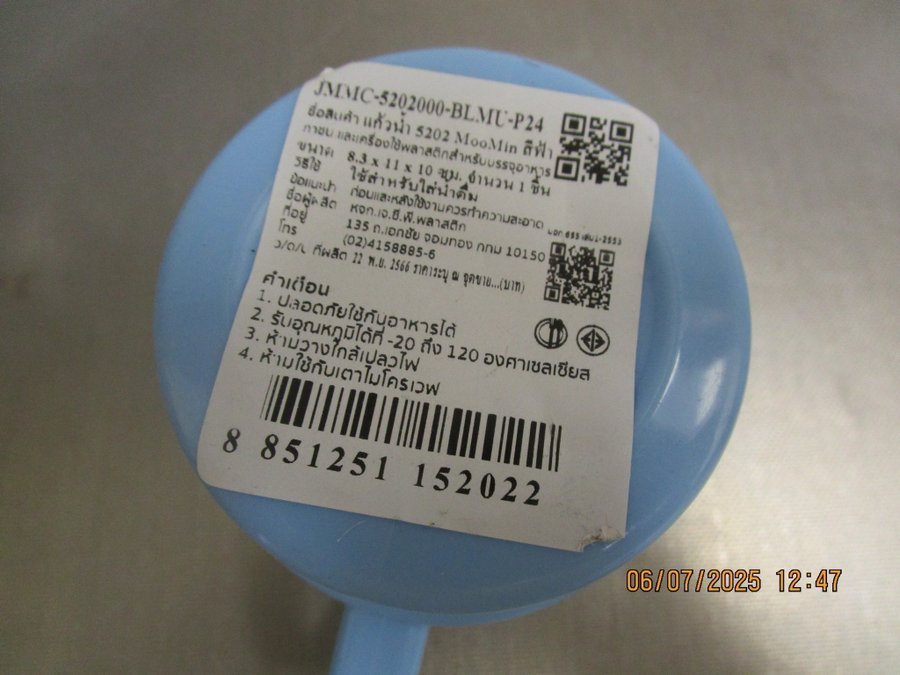 JMMC-5202000-BLMU-P24
ชื่อสินค้า แก้วน้ำ 5202 MooMin สีฟ้า
ภาชนะ และเครื่องใช้พลาสติกสำหรับบรรจุอาหาร
ขนาด 8.3 x 11 x 10 ซม. จำนวน 1 ชิ้น
วิธีใช้ ใช้สำหรับใส่น้ำดื่ม
ข้อแนะนำ ก่อนและหลังใช้งานควรทำความสะอาด
ชื่อผู้ผลิต หจก.เจ.ซี.พี.พลาสติก
มอก.655 เล่ม1-2553
ที่อยู่ 135 ถ.เอกชัย จอมทอง กทม 10150
โทร (02)4158885-6
ว/ด/ป ที่ผลิต 22 พ.ย. 2566 ราคาระบุ ณ จุดขาย...(บาท)
คำเตือน
1. ปลอดภัยใช้กับอาหารได้
2. รับอุณหภูมิได้ที่ -20 ถึง 120 องศาเซลเซียส
3. ห้ามวางใกล้เปลวไฟ
4. ห้ามใช้กับเตาไมโครเวฟ
8 851251 152022
06/07/2025 12:47